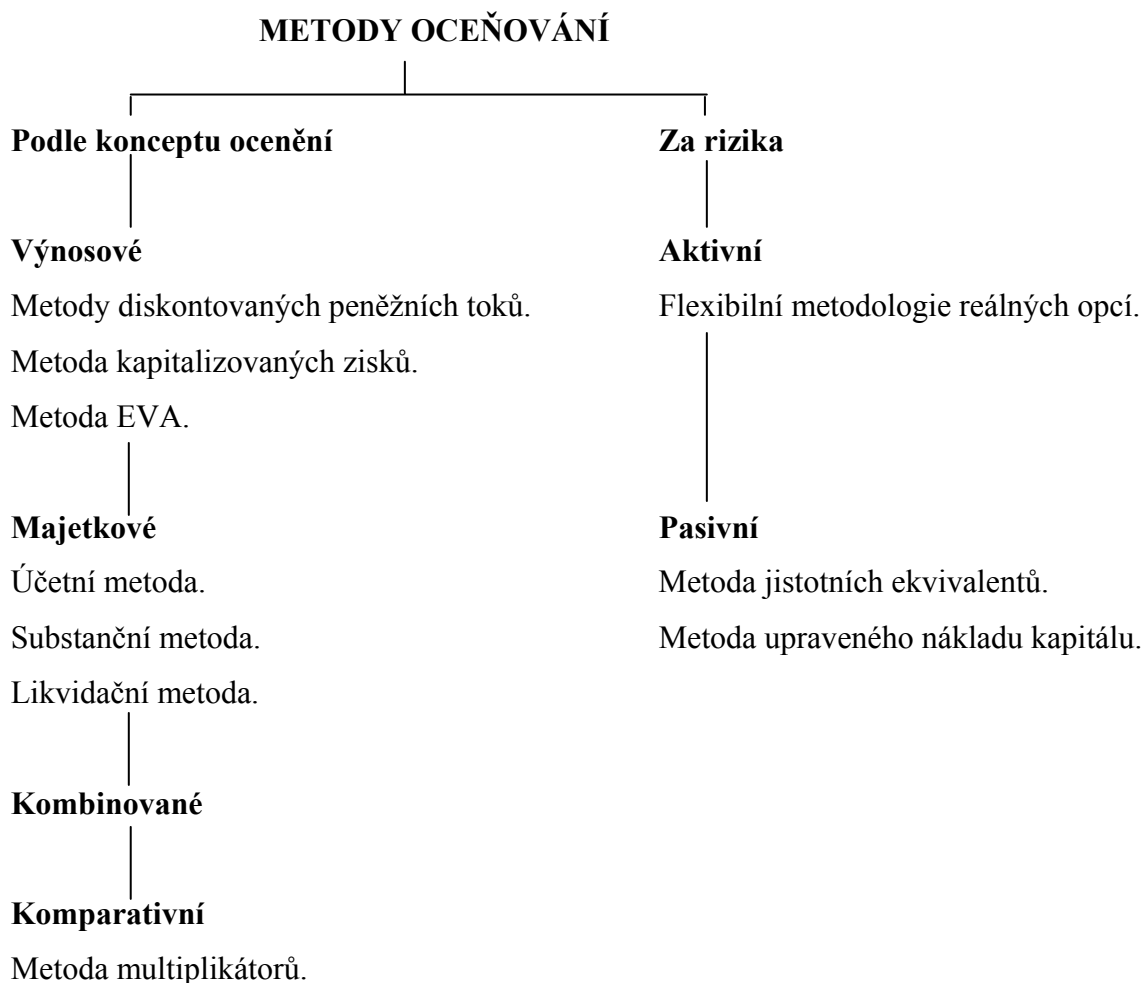 METODY OCEŇOVÁNÍ
Podle konceptu ocenění
Výnosové
Metody diskontovaných peněžních toků.
Metoda kapitalizovaných zisků.
Metoda EVA.
Majetkové
Účetní metoda.
Substanční metoda.
Likvidační metoda.
Kombinované
Komparativní
Metoda multiplikátorů.
Za rizika
Aktivní
Flexibilní metodologie reálných opcí.
Pasivní
Metoda jistotních ekvivalentů.
Metoda upraveného nákladu kapitálu.